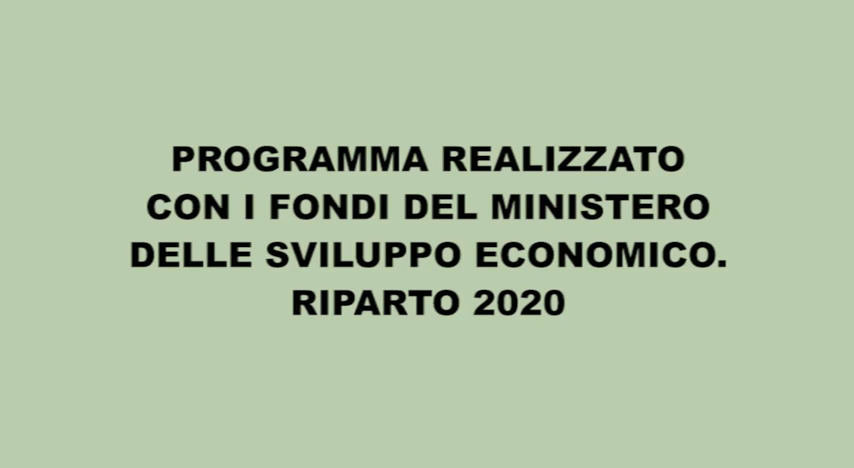 PROGRAMMA REALIZZATO
CON I FONDI DEL MINISTERO
DELLE SVILUPPO ECONOMICO.
RIPARTO 2020